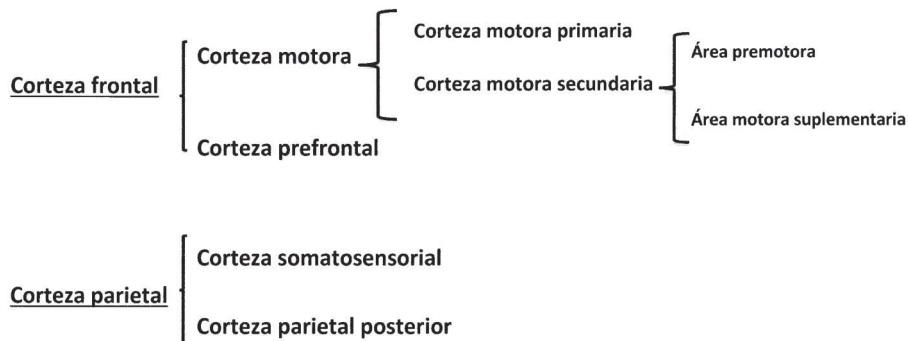 Corteza frontal
Corteza motora
Corteza motora primaria
Corteza motora secundaria
Área premotora
Área motora suplementaria
Corteza prefrontal
Corteza parietal
Corteza somatosensorial
Corteza parietal posterior